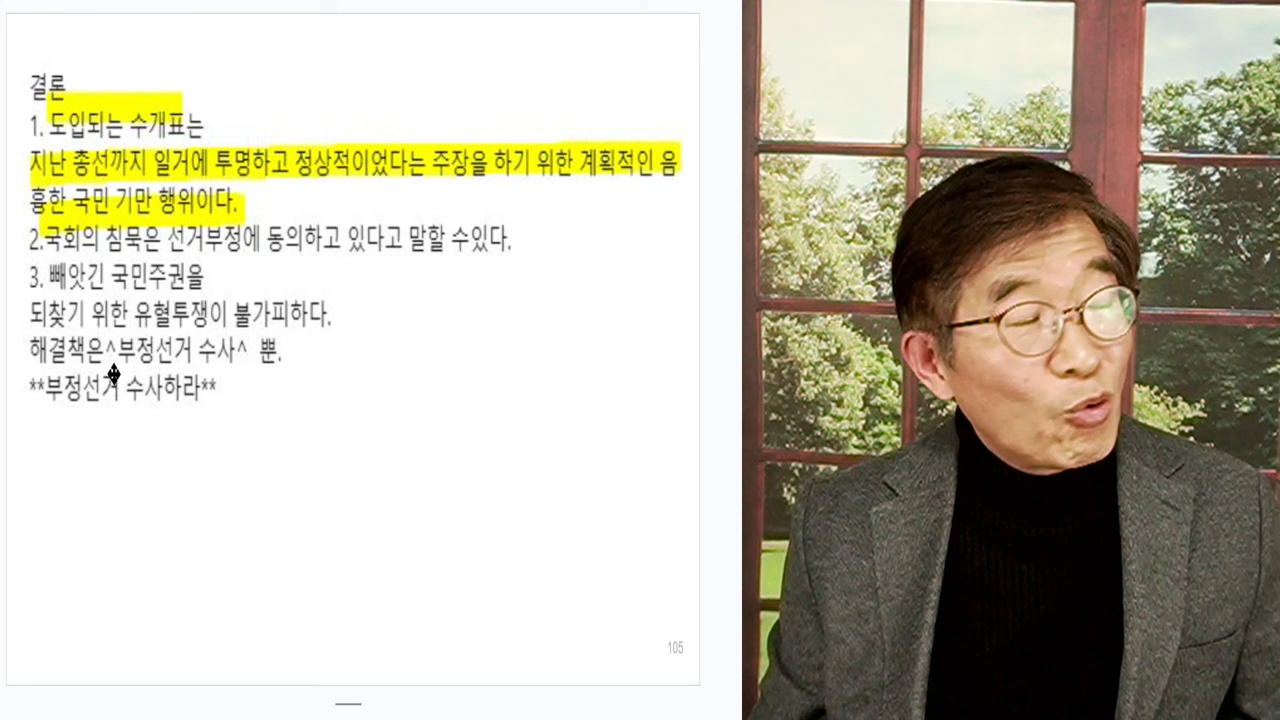 결론
1. 도입되는 수개표는
지난 총선까지 일거에 투명하고 정상적이었다는 주장을 하기 위한 계획적인 음
흉한 국민 기만 행위이다.
2.국회의 침묵은 선거부정에 동의하고 있다고 말할 수있다.
3. 빼앗긴 국민주권을
되찾기 위한 유혈투쟁이 불가피하다.
해결책은^부정선거 수사^ 뿐.
**부정선거 수사하라**
105